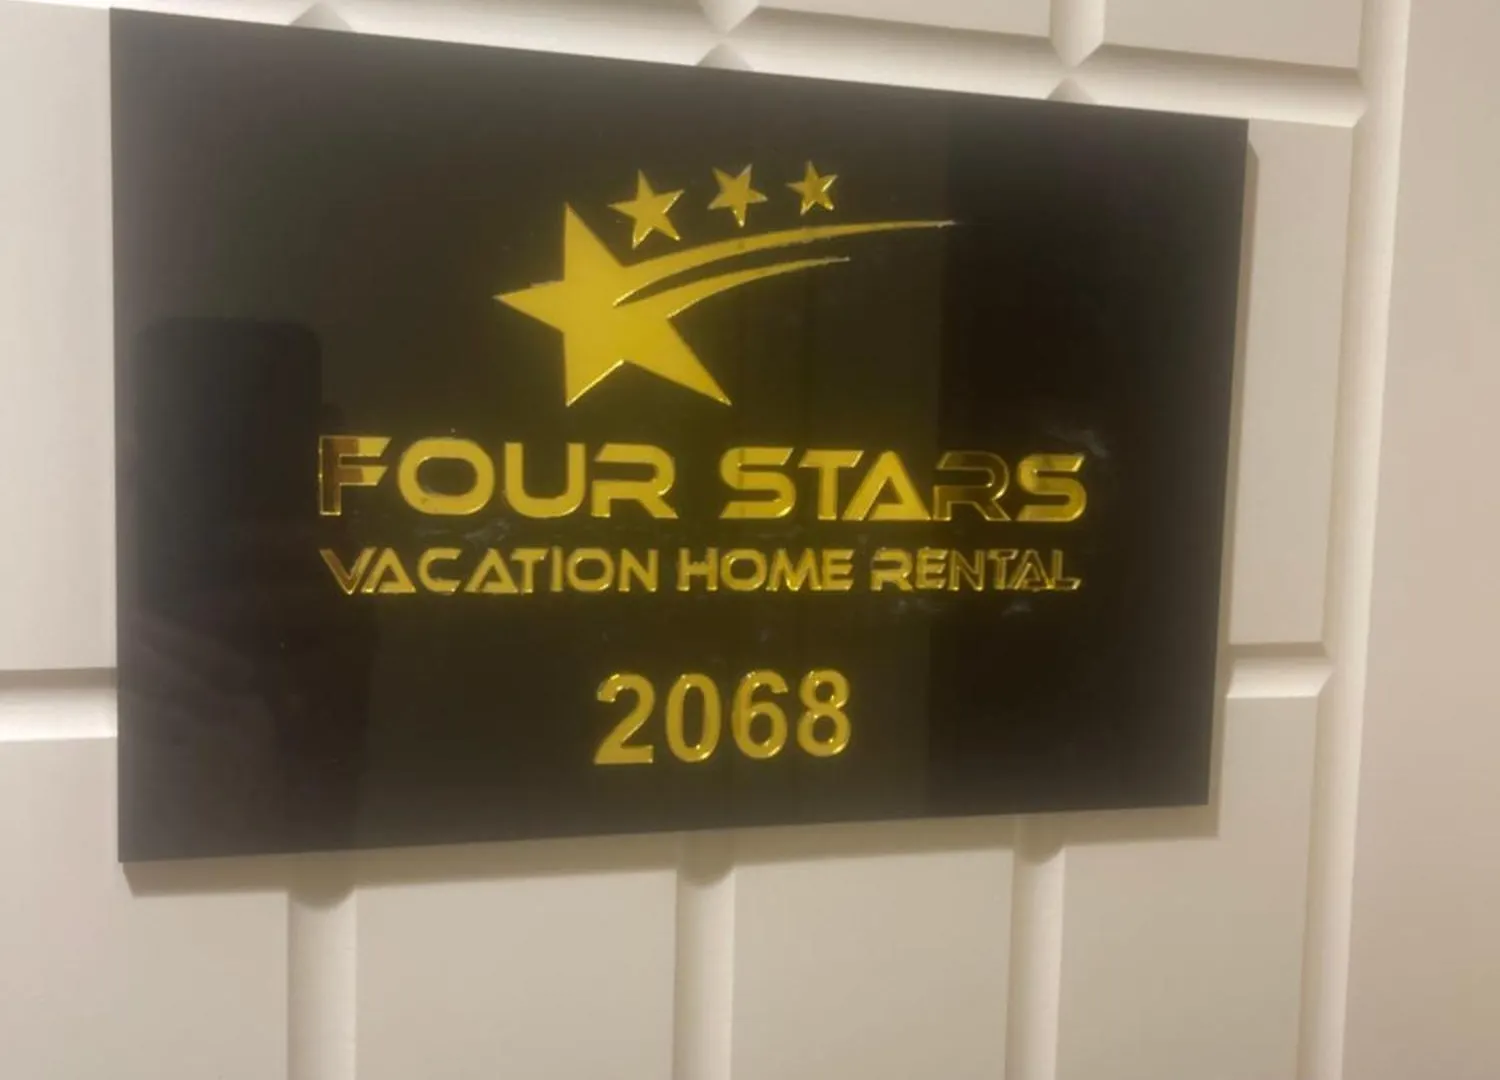 FOUR STARS
VACATION HOME RENTAL
2068